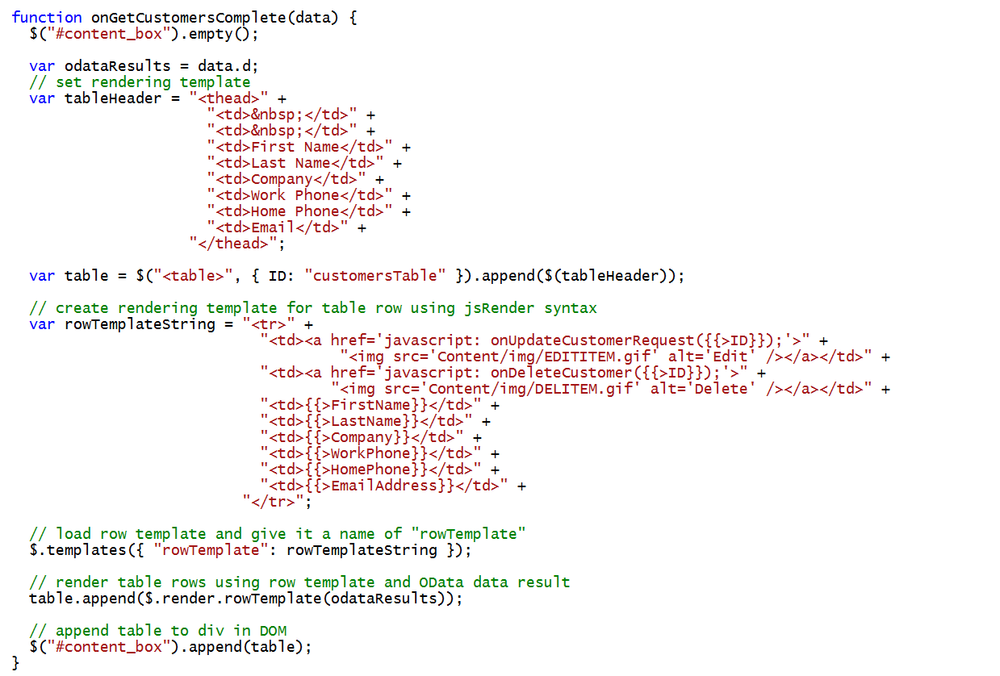 function onGetCustomersComplete(data) {
  $("#content_box").empty();

  var odataResults = data.d;
  // set rendering template
  var tableHeader = "<thead>" +
                      "<td>&nbsp;</td>" +
                      "<td>&nbsp;</td>" +
                      "<td>First Name</td>" +
                      "<td>Last Name</td>" +
                      "<td>Company</td>" +
                      "<td>Work Phone</td>" +
                      "<td>Home Phone</td>" +
                      "<td>Email</td>" +
                    "</thead>";

  var table = $("<table>", { ID: "customersTable" }).append($(tableHeader));

  // create rendering template for table row using jsRender syntax
  var rowTemplateString = "<tr>" +
                            "<td><a href='javascript: onUpdateCustomerRequest({{>ID}});'>" +
                                     "<img src='Content/img/EDITITEM.gif' alt='Edit' /></a></td>" +
                            "<td><a href='javascript: onDeleteCustomer({{>ID}});'>" +
                                    "<img src='Content/img/DELITEM.gif' alt='Delete' /></a></td>" +
                            "<td>{{>FirstName}}</td>" +
                            "<td>{{>LastName}}</td>" +
                            "<td>{{>Company}}</td>" +
                            "<td>{{>WorkPhone}}</td>" +
                            "<td>{{>HomePhone}}</td>" +
                            "<td>{{>EmailAddress}}</td>" +
                          "</tr>";

  // load row template and give it a name of "rowTemplate"
  $.templates({ "rowTemplate": rowTemplateString });

  // render table rows using row template and OData data result
  table.append($.render.rowTemplate(odataResults));

  // append table to div in DOM
  $("#content_box").append(table);
}